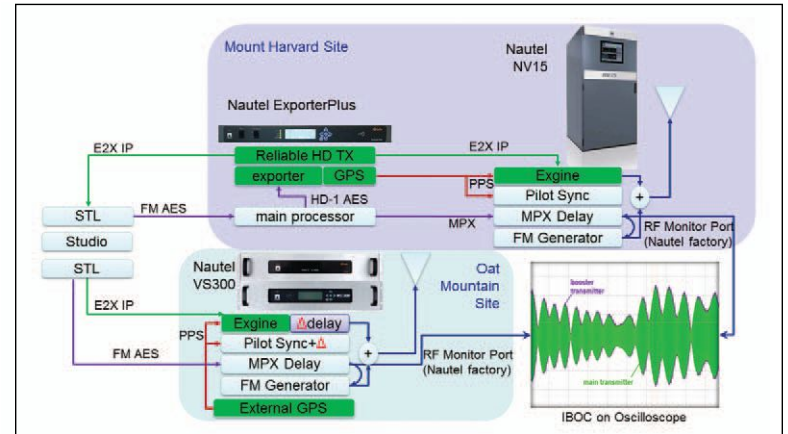 Mount Harvard Site
Nautel
NV15
Nautel ExporterPlus
E2X IP
Reliable HD TX
E2X IP
exporter
GPS
Exgine
PPS
Pilot Sync
+
HD-1 AES
STL
FM AES
main processor
MPX
MPX Delay
RF Monitor Port
(Nautel factory)
Studio
FM Generator
STL
Nautel
VS300
Oat
Mountain
Site
E2X IP
Exgine
Δdelay
PPS
Pilot Sync+Δ
+
FM AES
MPX Delay
RF Monitor Port
(Nautel factory)
FM Generator
External GPS
booster
transmitter
main transmitter
IBOC on Oscilloscope